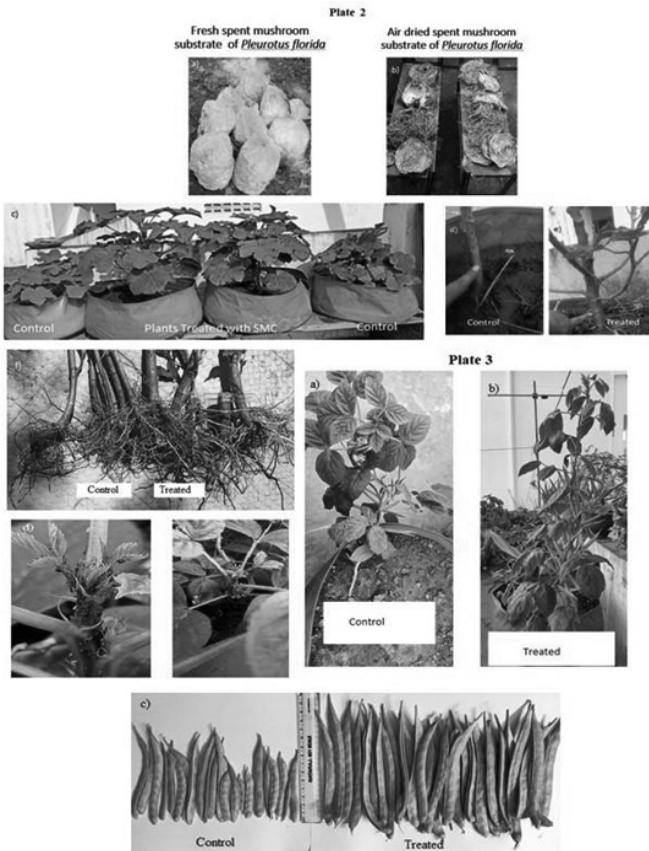 Plate 2
Fresh spent mushroom
substrate of Pleurotus florida
Air dried spent mushroom
substrate of Pleurotus florida
a)
b)
c)
Control
Plants Treated with SMC
Control
d)
Control
Treated
Plate 3
f)
Control
Treated
a)
Control
b)
Treated
d)
c)
Control
Treated